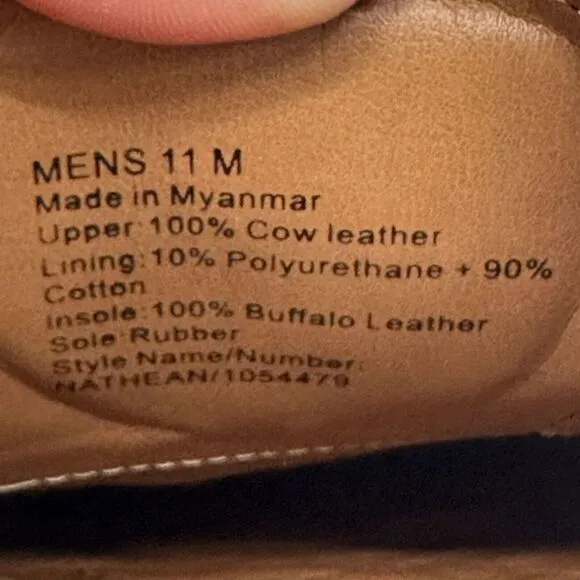 MENS 11 M
Made in Myanmar
Upper: 100% Cow leather
Lining: 10% Polyurethane + 90%
Cotton
Insole: 100% Buffalo Leather
Sole: Rubber
Style Name/Number:
NATHEAN/1054479